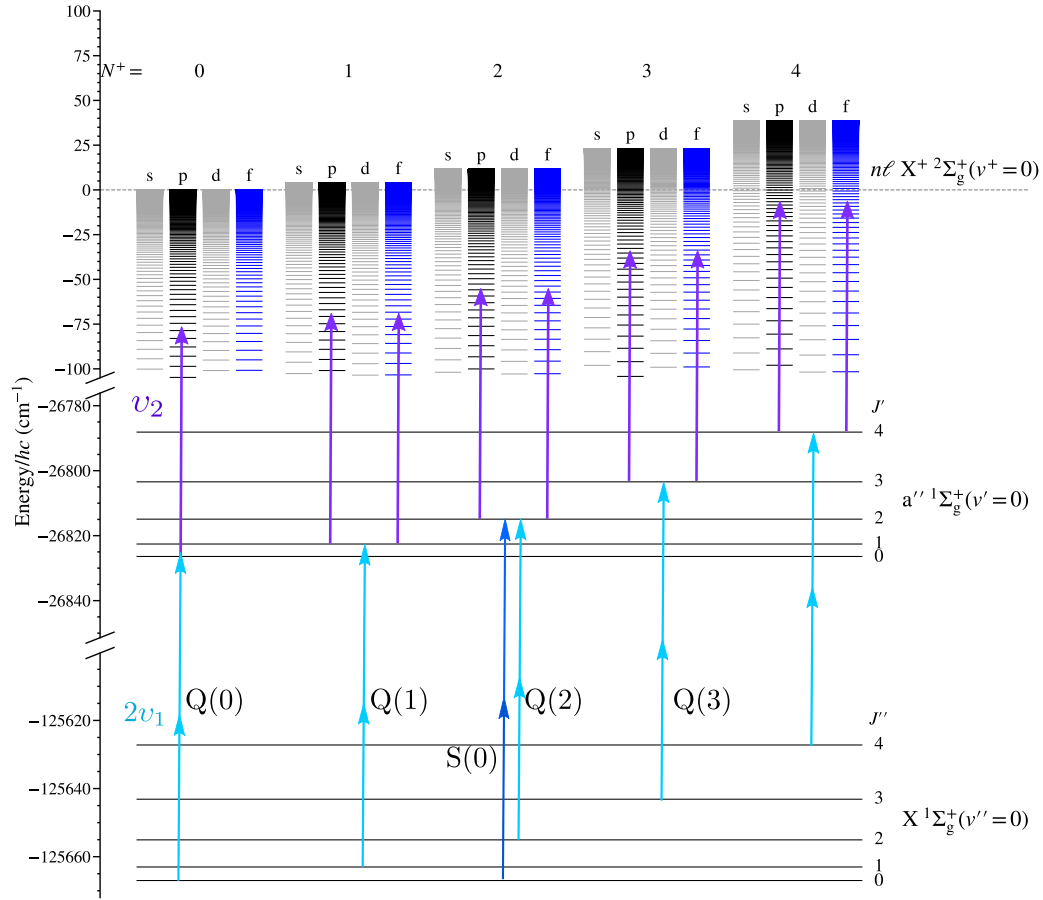 100
75
50
25
0
−25
−50
−75
−100
−26780
−26800
−26820
−26840
−125620
−125640
−125660
Energy/hc (cm⁻¹)
N⁺ = 0 1 2 3 4
s p d f s p d f s p d f s p d f s p d f
nℓ X⁺ ²Σg⁺(v⁺ = 0)
υ₂
J′
4
3
2
1
0
a′′ ¹Σg⁺(v′ = 0)
2υ₁
Q(0) Q(1) Q(2) Q(3)
S(0)
J′′
4
3
2
1
0
X ¹Σg⁺(v′′ = 0)